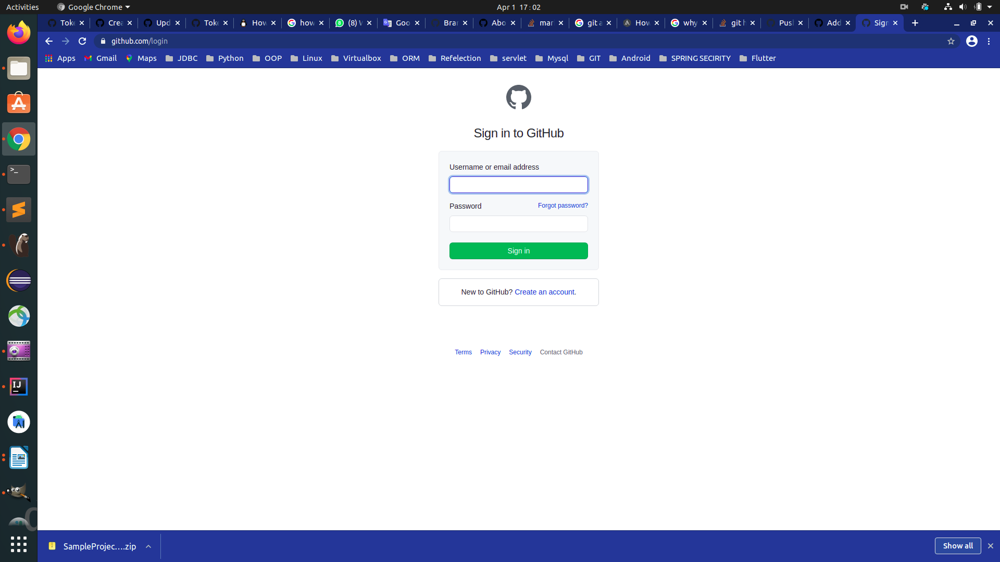 Activities
Google Chrome
Apr 1 17:02
Toke
Crea
Upd
Toke
How
how
(8) W
Goo
Bran
Abo
mar
git a
How
why
git h
Pus
Add
Sign
github.com/login
Apps
Gmail
Maps
JDBC
Python
OOP
Linux
Virtualbox
ORM
Refelection
servlet
Mysql
GIT
Android
SPRING SECIRITY
Flutter
Sign in to GitHub
Username or email address
Password
Forgot password?
Sign in
New to GitHub? Create an account.
Terms
Privacy
Security
Contact GitHub
SampleProjec....zip
Show all